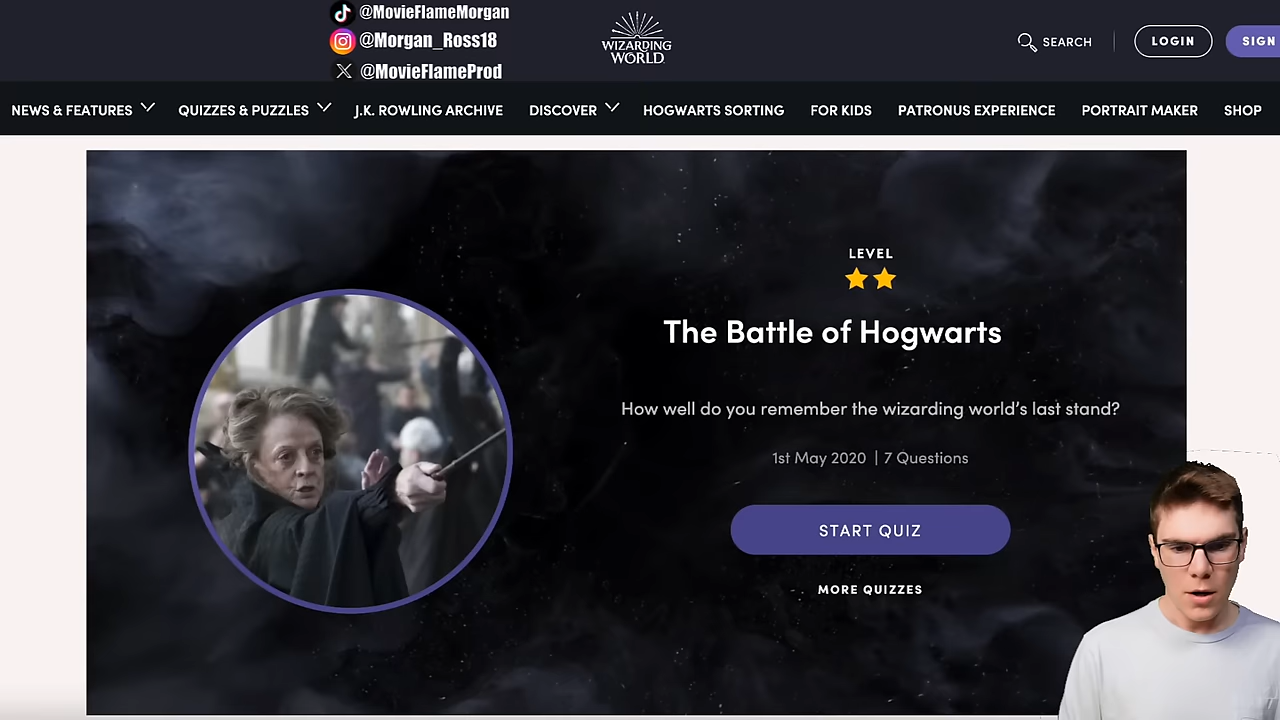 @MovieFlameMorgan
@Morgan_Ross18
@MovieFlameProd
WIZARDING
WORLD
SEARCH
LOGIN
SIGN
NEWS & FEATURES
QUIZZES & PUZZLES
J.K. ROWLING ARCHIVE
DISCOVER
HOGWARTS SORTING
FOR KIDS
PATRONUS EXPERIENCE
PORTRAIT MAKER
SHOP
LEVEL
The Battle of Hogwarts
How well do you remember the wizarding world’s last stand?
1st May 2020 | 7 Questions
START QUIZ
MORE QUIZZES